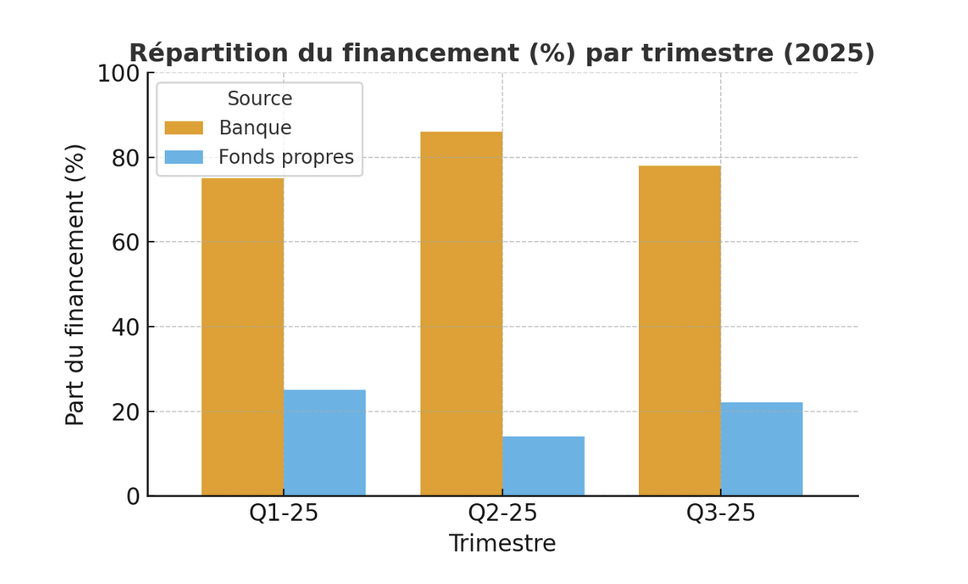 Répartition du financement (%) par trimestre (2025)
Source
Banque
Fonds propres
Part du financement (%)
100
80
60
40
20
0
Q1-25 Q2-25 Q3-25
Trimestre